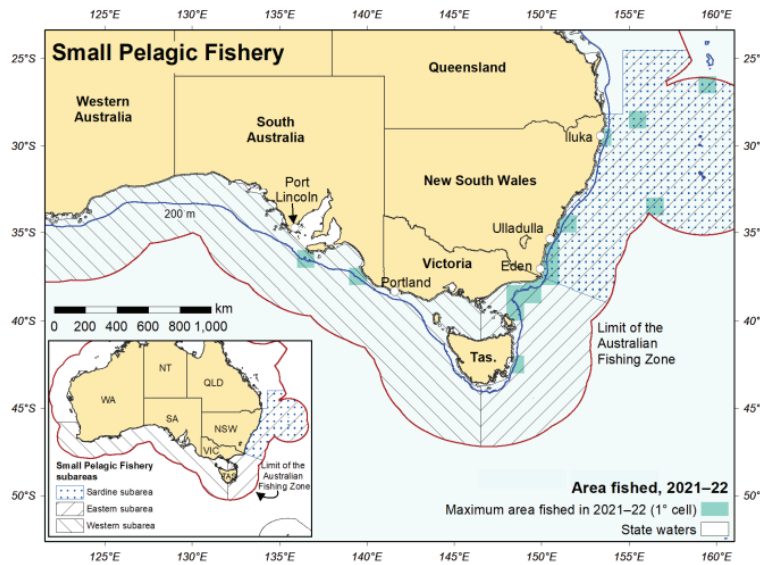 125°E 130°E 135°E 140°E 145°E 150°E 155°E 160°E
Small Pelagic Fishery
25°S
30°S
35°S
40°S
45°S
50°S
Queensland
Western
Australia
South
Australia
Iluka
New South Wales
Port
Lincoln
200 m
Ulladulla
Victoria
Eden
Portland
km
0 200 400 600 800 1,000
Tas.
Limit of the
Australian
Fishing Zone
NT
QLD
WA
SA
NSW
VIC
TAS
Small Pelagic Fishery
subareas
Sardine subarea
Eastern subarea
Western subarea
Limit of the
Australian
Fishing Zone
Area fished, 2021–22
Maximum area fished in 2021–22 (1° cell)
State waters
125°E 130°E 135°E 140°E 145°E 150°E 155°E 160°E
25°S
30°S
35°S
40°S
45°S
50°S